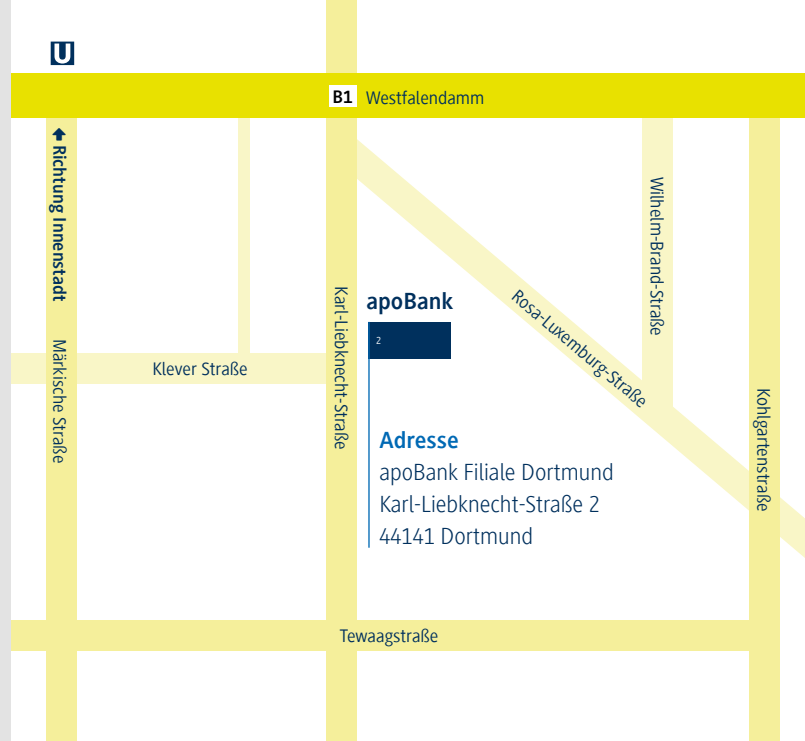 U
B1 Westfalendamm
Richtung Innenstadt
Märkische Straße
Klever Straße
Karl-Liebknecht-Straße
apoBank
2
Rosa-Luxemburg-Straße
Wilhelm-Brand-Straße
Kohlgartenstraße
Adresse
apoBank Filiale Dortmund
Karl-Liebknecht-Straße 2
44141 Dortmund
Tewaagstraße